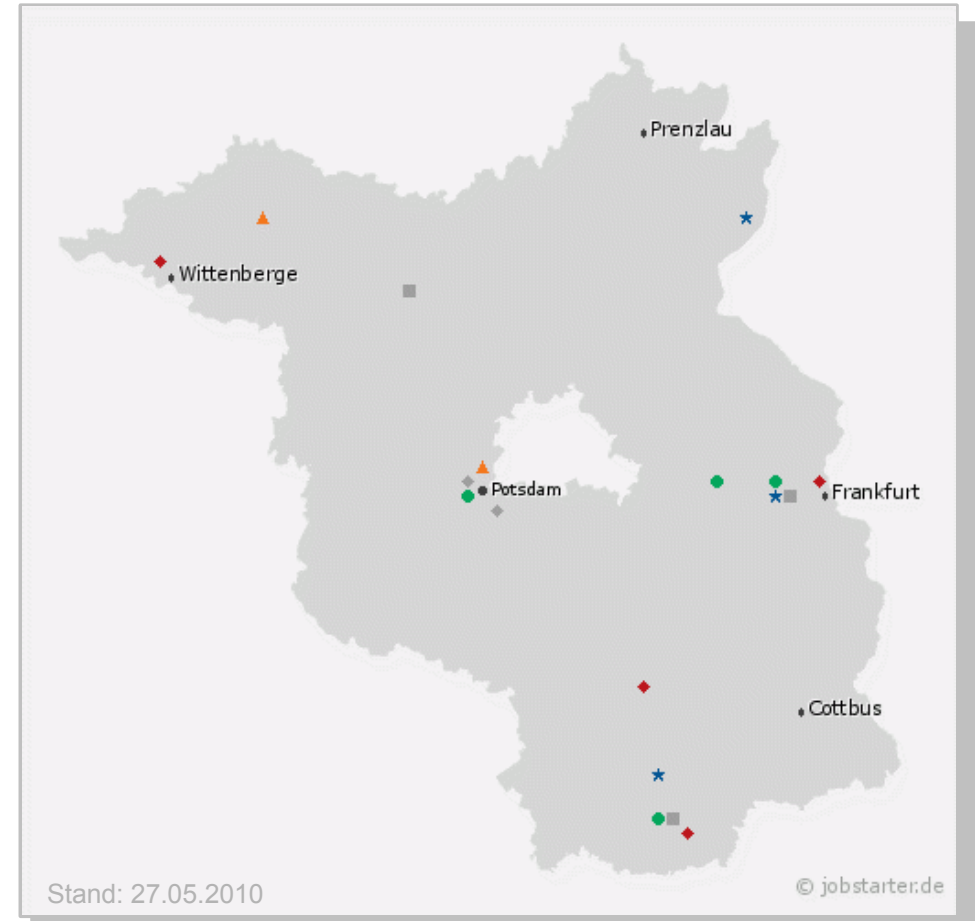 Prenzlau
Wittenberge
Potsdam
Frankfurt
Cottbus
Stand: 27.05.2010
© jobstarter.de